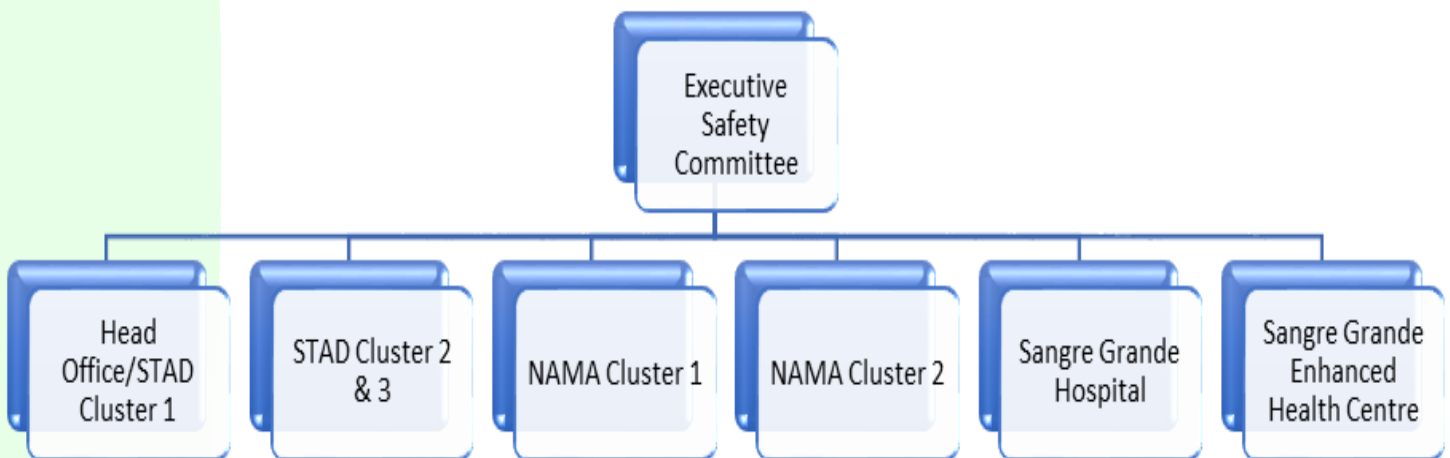 Executive
Safety
Committee
Head
Office/STAD
Cluster 1
STAD Cluster 2
& 3
NAMA Cluster 1
NAMA Cluster 2
Sangre Grande
Hospital
Sangre Grande
Enhanced
Health Centre